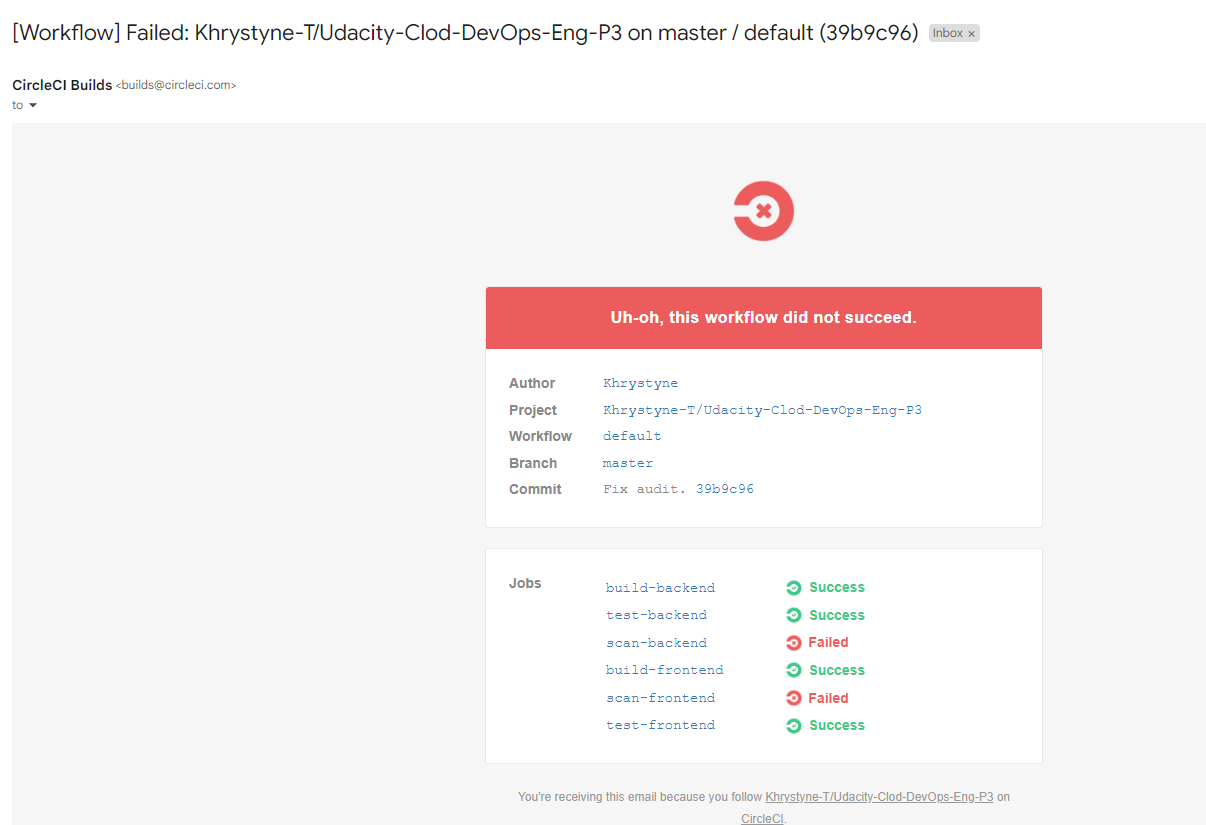 [Workflow] Failed: Khrystyne-T/Udacity-Clod-DevOps-Eng-P3 on master / default (39b9c96) Inbox ×
CircleCI Builds <builds@circleci.com>
to
Uh-oh, this workflow did not succeed.
Author Khrystyne
Project Khrystyne-T/Udacity-Clod-DevOps-Eng-P3
Workflow default
Branch master
Commit Fix audit. 39b9c96
Jobs build-backend Success
test-backend Success
scan-backend Failed
build-frontend Success
scan-frontend Failed
test-frontend Success
You're receiving this email because you follow Khrystyne-T/Udacity-Clod-DevOps-Eng-P3 on
CircleCI.